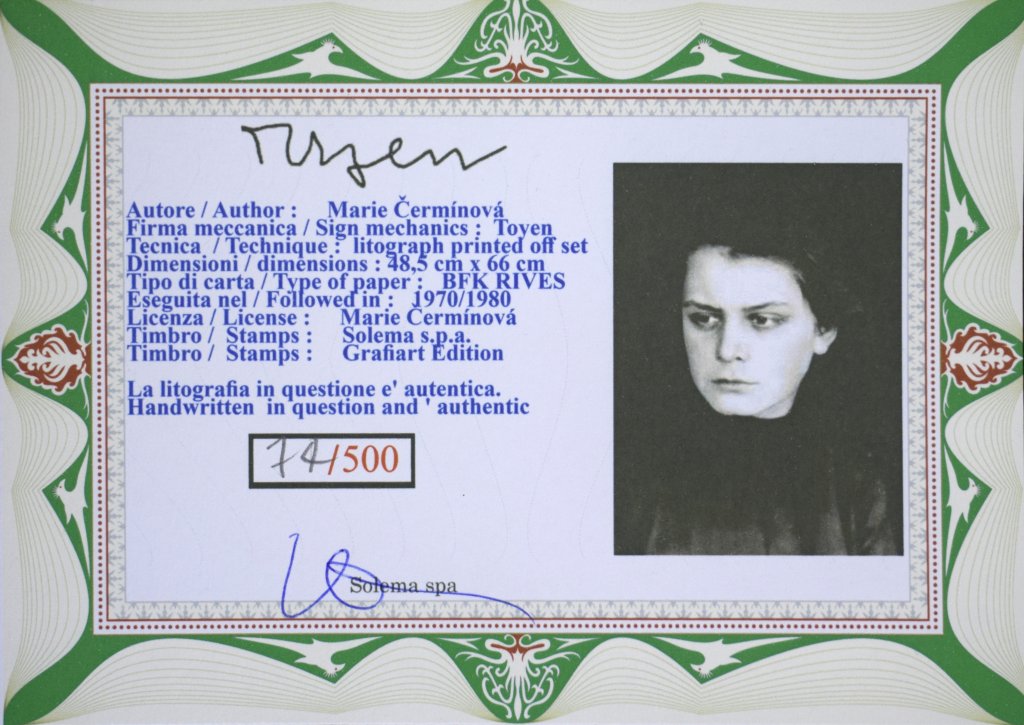 Toyen
Autore / Author : Marie Čermínová
Firma meccanica / Sign mechanics : Toyen
Tecnica / Technique : litograph printed off set
Dimensioni / dimensions : 48,5 cm x 66 cm
Tipo di carta / Type of paper : BFK RIVES
Eseguita nel / Followed in : 1970/1980
Licenza / License : Marie Čermínová
Timbro / Stamps : Solema s.p.a.
Timbro / Stamps : Grafiart Edition
La litografia in questione e' autentica.
Handwritten in question and ' authentic
74/500
Solema spa